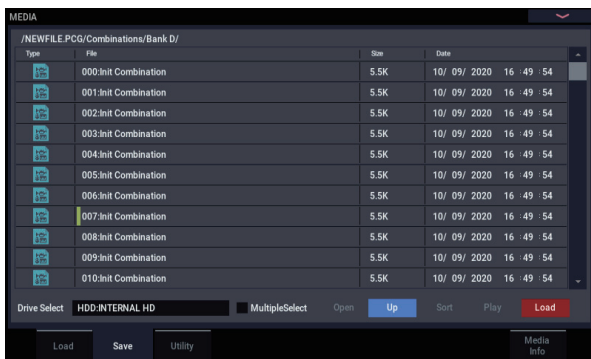 MEDIA
/NEWFILE.PCG/Combinations/Bank D/
Type File Size Date
000:Init Combination 5.5K 10/ 09/ 2020 16 :49 :54
001:Init Combination 5.5K 10/ 09/ 2020 16 :49 :54
002:Init Combination 5.5K 10/ 09/ 2020 16 :49 :54
003:Init Combination 5.5K 10/ 09/ 2020 16 :49 :54
004:Init Combination 5.5K 10/ 09/ 2020 16 :49 :54
005:Init Combination 5.5K 10/ 09/ 2020 16 :49 :54
006:Init Combination 5.5K 10/ 09/ 2020 16 :49 :54
007:Init Combination 5.5K 10/ 09/ 2020 16 :49 :54
008:Init Combination 5.5K 10/ 09/ 2020 16 :49 :54
009:Init Combination 5.5K 10/ 09/ 2020 16 :49 :54
010:Init Combination 5.5K 10/ 09/ 2020 16 :49 :54
Drive Select HDD:INTERNAL HD MultipleSelect Open Up Sort Play Load
Load Save Utility Media
Info